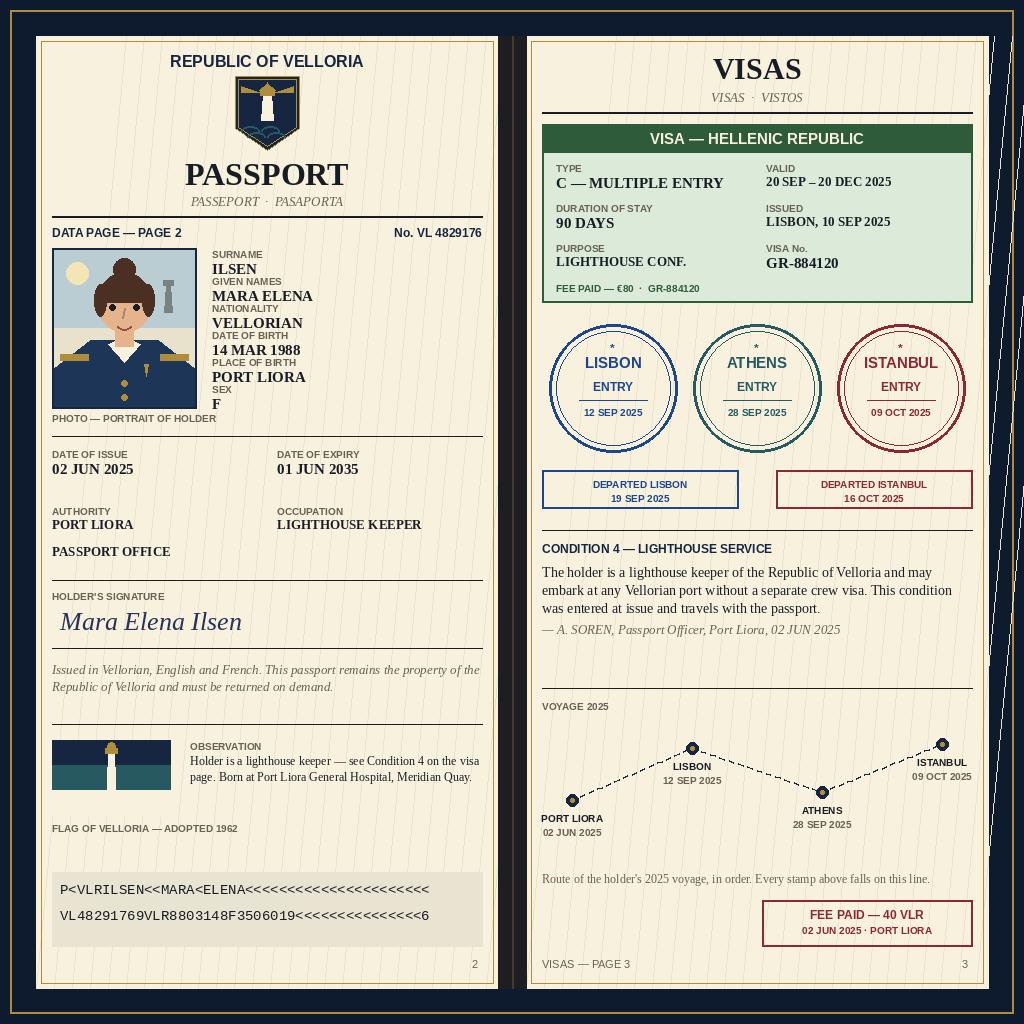 REPUBLIC OF VELLORIA
PASSPORT
PASSEPORT · PASAPORTA
DATA PAGE — PAGE 2
No. VL 4829176
SURNAME
ILSEN
GIVEN NAMES
MARA ELENA
NATIONALITY
VELLORIAN
DATE OF BIRTH
14 MAR 1988
PLACE OF BIRTH
PORT LIORA
SEX
F
PHOTO — PORTRAIT OF HOLDER
DATE OF ISSUE
02 JUN 2025
DATE OF EXPIRY
01 JUN 2035
AUTHORITY
PORT LIORA
PASSPORT OFFICE
OCCUPATION
LIGHTHOUSE KEEPER
HOLDER'S SIGNATURE
Mara Elena Ilsen
Issued in Vellorian, English and French. This passport remains the property of the
Republic of Velloria and must be returned on demand.
OBSERVATION
Holder is a lighthouse keeper — see Condition 4 on the visa
page. Born at Port Liora General Hospital, Meridian Quay.
FLAG OF VELLORIA — ADOPTED 1962
P<VLRILSEN<<MARA<ELENA<<<<<<<<<<<<<<<<<<<<<<
VL48291769VLR8803148F3506019<<<<<<<<<<<<<<<6
2
VISAS
VISAS · VISTOS
VISA — HELLENIC REPUBLIC
TYPE
C — MULTIPLE ENTRY
VALID
20 SEP – 20 DEC 2025
DURATION OF STAY
90 DAYS
ISSUED
LISBON, 10 SEP 2025
PURPOSE
LIGHTHOUSE CONF.
VISA No.
GR-884120
FEE PAID — €80 · GR-884120
*
LISBON
ENTRY
12 SEP 2025
*
ATHENS
ENTRY
28 SEP 2025
*
ISTANBUL
ENTRY
09 OCT 2025
DEPARTED LISBON
19 SEP 2025
DEPARTED ISTANBUL
16 OCT 2025
CONDITION 4 — LIGHTHOUSE SERVICE
The holder is a lighthouse keeper of the Republic of Velloria and may
embark at any Vellorian port without a separate crew visa. This condition
was entered at issue and travels with the passport.
— A. SOREN, Passport Officer, Port Liora, 02 JUN 2025
VOYAGE 2025
PORT LIORA
02 JUN 2025
LISBON
12 SEP 2025
ATHENS
28 SEP 2025
ISTANBUL
09 OCT 2025
Route of the holder's 2025 voyage, in order. Every stamp above falls on this line.
FEE PAID — 40 VLR
02 JUN 2025 · PORT LIORA
VISAS — PAGE 3
3